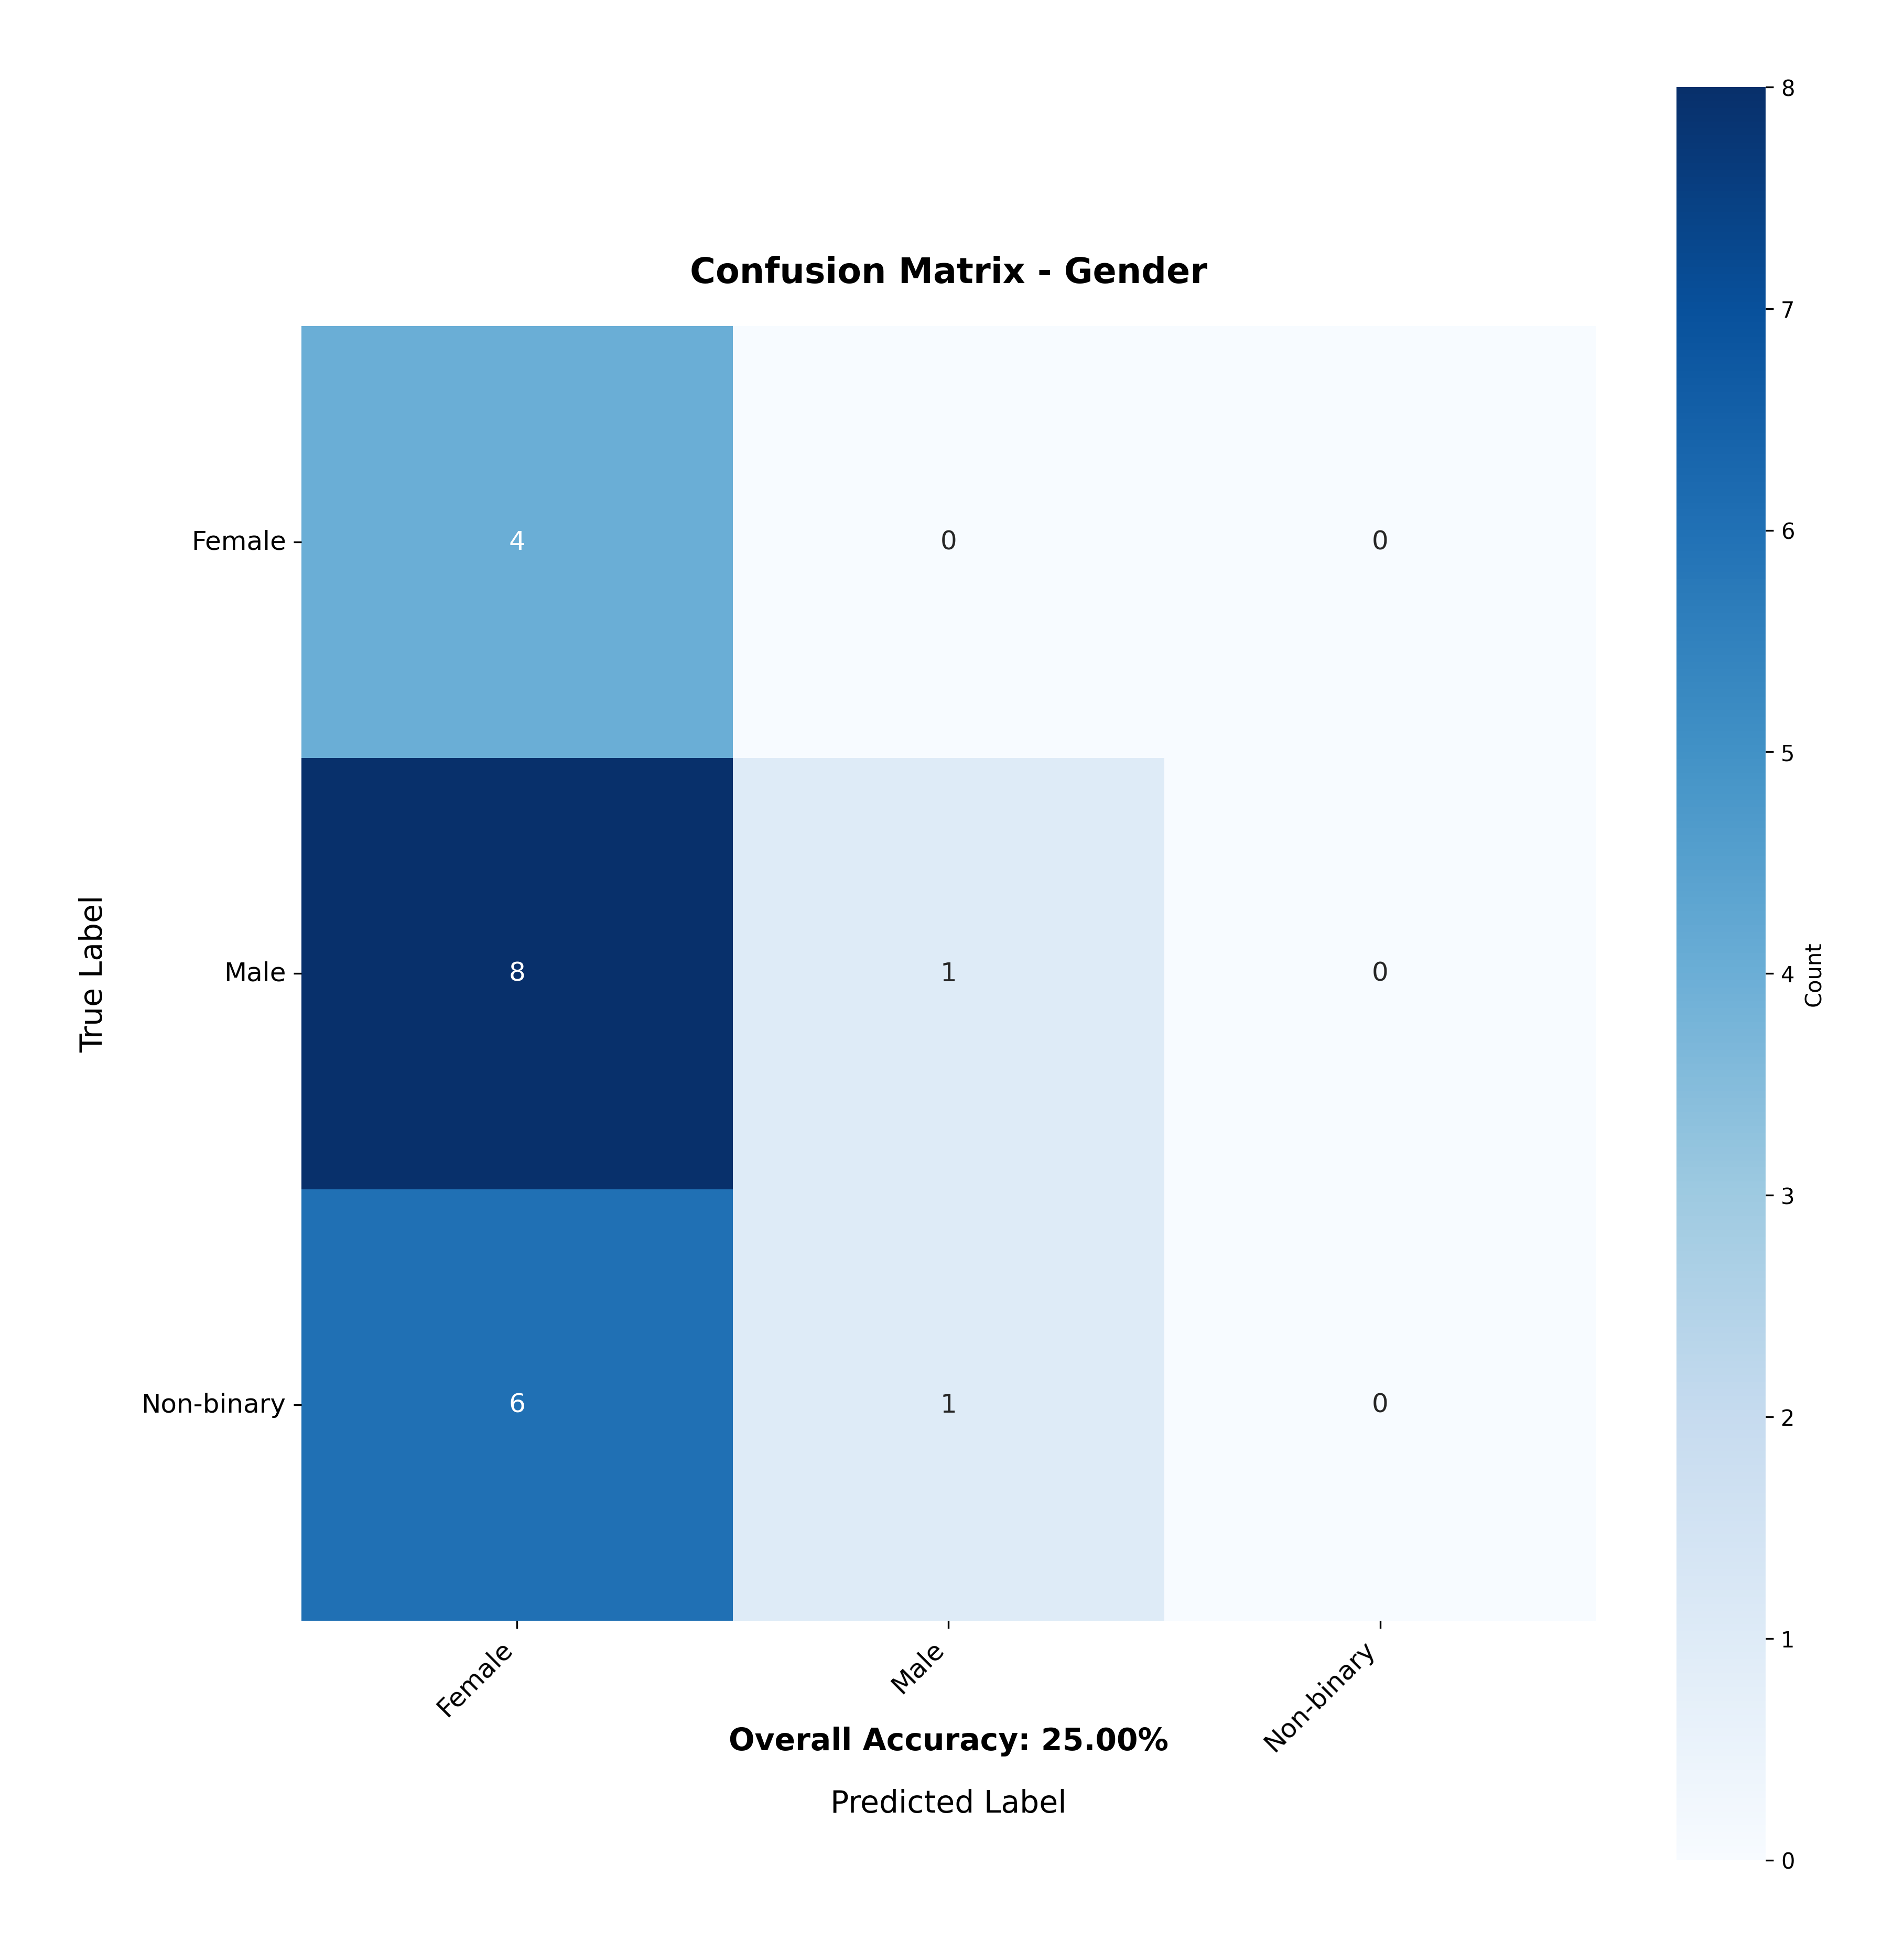 Confusion Matrix - Gender
8
7
6
5
4
3
2
1
0
Count
True Label
Female
4 0 0
Male
8 1 0
Non-binary
6 1 0
Female
Male
Non-binary
Overall Accuracy: 25.00%
Predicted Label